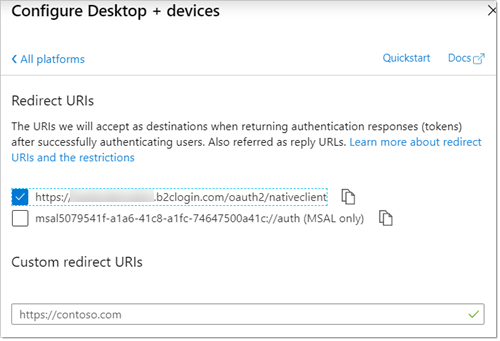 Configure Desktop + devices
All platforms
Quickstart
Docs
Redirect URIs
The URIs we will accept as destinations when returning authentication responses (tokens)
after successfully authenticating users. Also referred as reply URLs. Learn more about redirect
URIs and the restrictions
https:// .b2clogin.com/oauth2/nativeclient
msal5079541f-a1a6-41c8-a1fc-74647500a41c://auth (MSAL only)
Custom redirect URIs
https://contoso.com